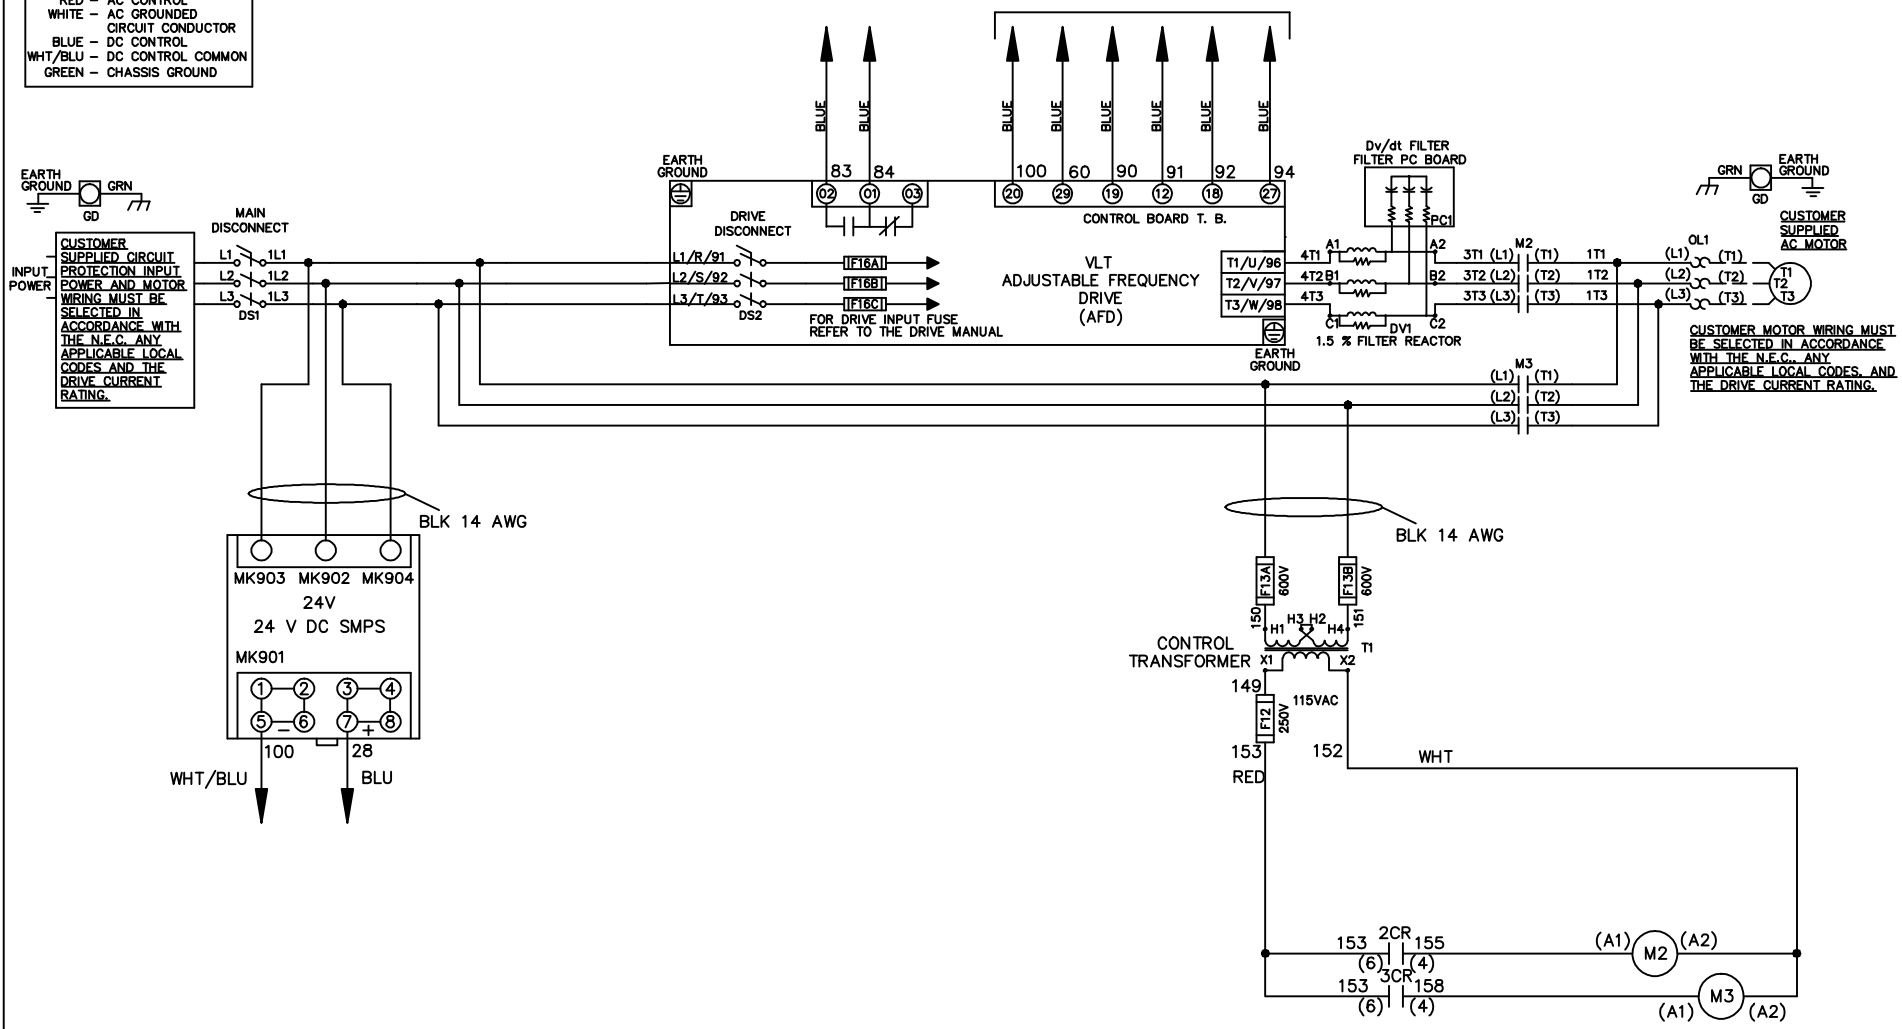 RED - AC CONTROL
WHITE - AC GROUNDED
CIRCUIT CONDUCTOR
BLUE - DC CONTROL
WHT/BLU - DC CONTROL COMMON
GREEN - CHASSIS GROUND
BLUE
BLUE
BLUE
BLUE
BLUE
BLUE
BLUE
BLUE
EARTH
GROUND
GRN
GD
MAIN
DISCONNECT
INPUT
POWER
CUSTOMER
SUPPLIED CIRCUIT
PROTECTION INPUT
POWER AND MOTOR
WIRING MUST BE
SELECTED IN
ACCORDANCE WITH
THE N.E.C. ANY
APPLICABLE LOCAL
CODES AND THE
DRIVE CURRENT
RATING.
L1 1L1
L2 1L2
L3 1L3
DS1
EARTH
GROUND
83 84
02 01 03
100 60 90 91 92 94
20 29 19 12 18 27
CONTROL BOARD T. B.
DRIVE
DISCONNECT
L1/R/91
L2/S/92
L3/T/93
DS2
F16A
F16B
F16C
FOR DRIVE INPUT FUSE
REFER TO THE DRIVE MANUAL
VLT
ADJUSTABLE FREQUENCY
DRIVE
(AFD)
T1/U/96
T2/V/97
T3/W/98
EARTH
GROUND
Dv/dt FILTER
FILTER PC BOARD
PC1
4T1 A1 A2
4T2 B1 B2
4T3 C1 C2
DV1
1.5 % FILTER REACTOR
M2
3T1 (L1) (T1) 1T1
3T2 (L2) (T2) 1T2
3T3 (L3) (T3) 1T3
OL1
(L1) (T1)
(L2) (T2)
(L3) (T3)
T1
T2
T3
GRN
EARTH
GROUND
GD
CUSTOMER
SUPPLIED
AC MOTOR
CUSTOMER MOTOR WIRING MUST
BE SELECTED IN ACCORDANCE
WITH THE N.E.C., ANY
APPLICABLE LOCAL CODES, AND
THE DRIVE CURRENT RATING.
M3
(L1) (T1)
(L2) (T2)
(L3) (T3)
BLK 14 AWG
MK903 MK902 MK904
24V
24 V DC SMPS
MK901
1 2 3 4
5 6 7 8
- +
100 28
WHT/BLU BLU
BLK 14 AWG
F13A 600V
F13B 600V
150 151
H1 H3 H2 H4
T1
CONTROL
TRANSFORMER
X1 X2
149
115VAC
F12 250V
153 152
RED
WHT
2CR
153 155
(6) (4)
(A1) M2 (A2)
3CR
153 158
(6) (4)
(A1) M3 (A2)